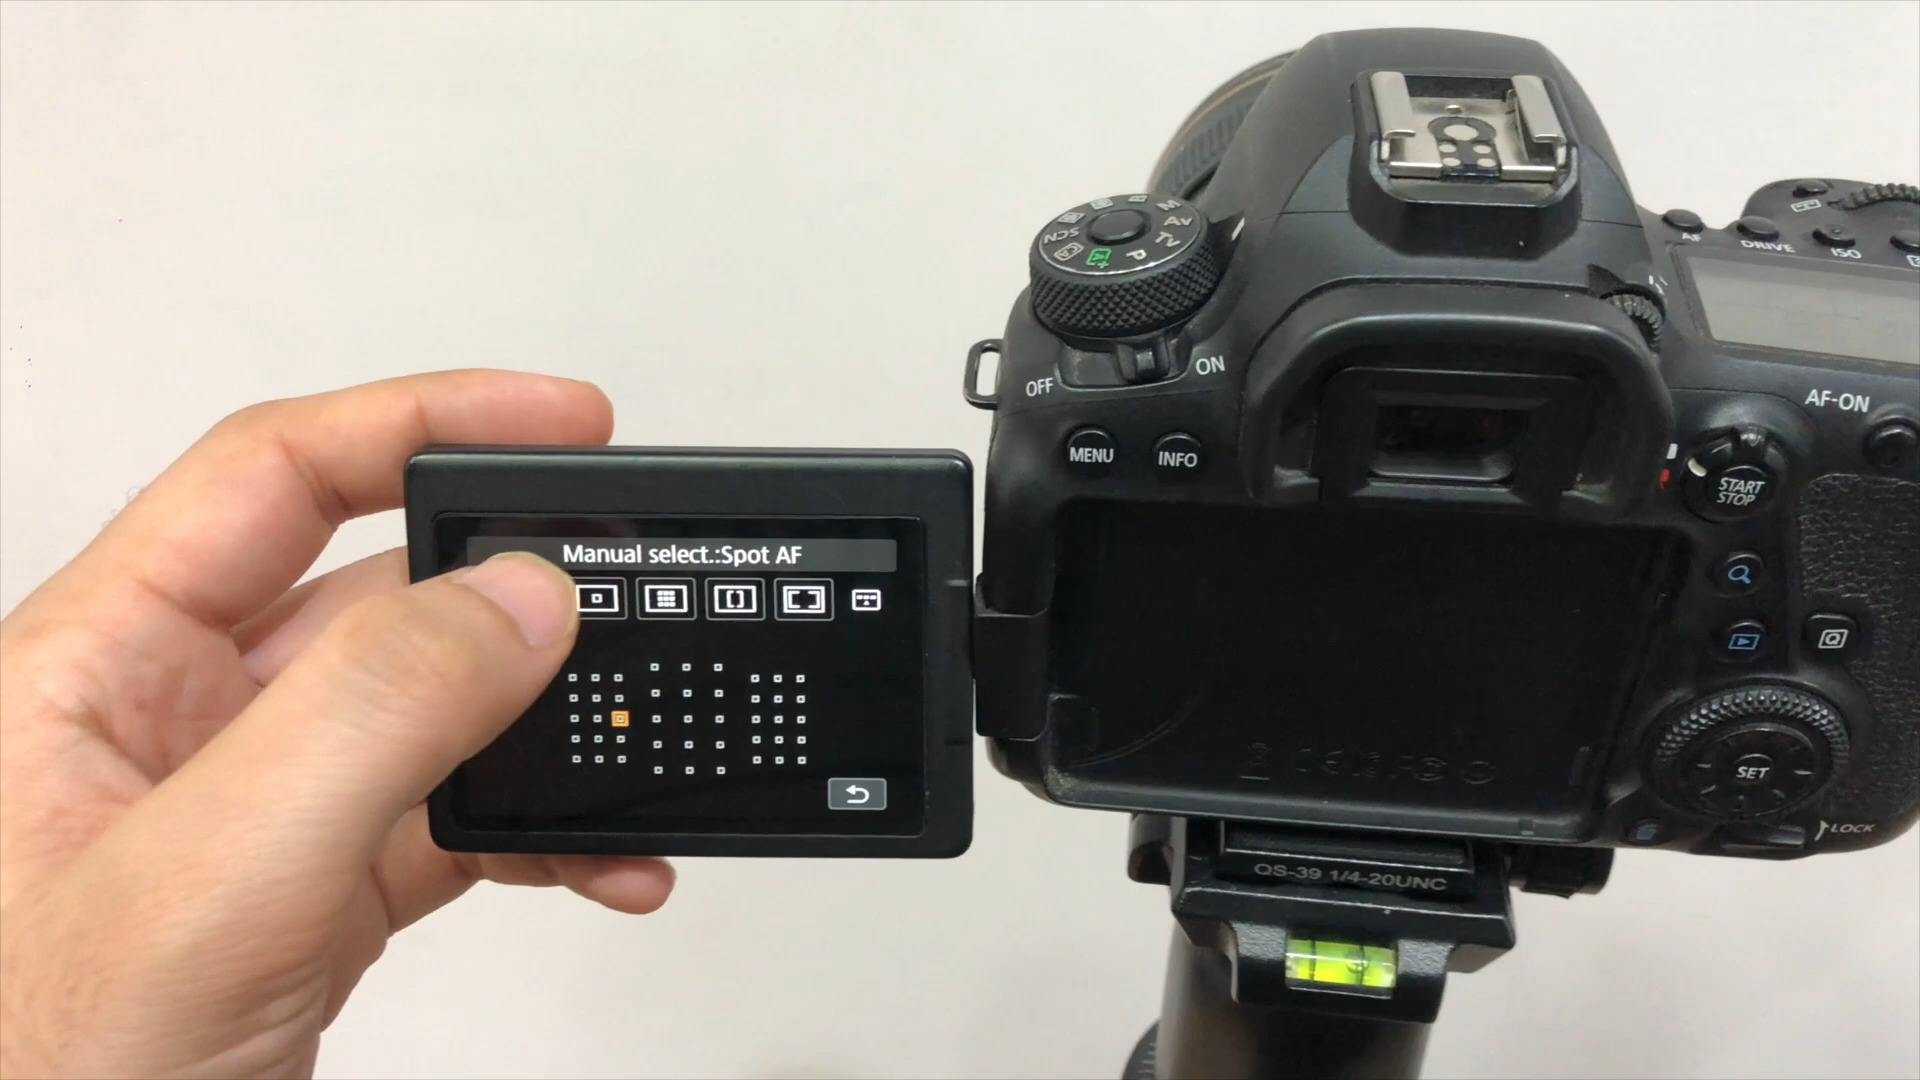 Manual select.:Spot AF
M
Av
Tv
P
SCN
OFF
ON
MENU
INFO
AF
DRIVE
ISO
AF-ON
START
STOP
Q
SET
LOCK
QS-39 1/4-20UNC